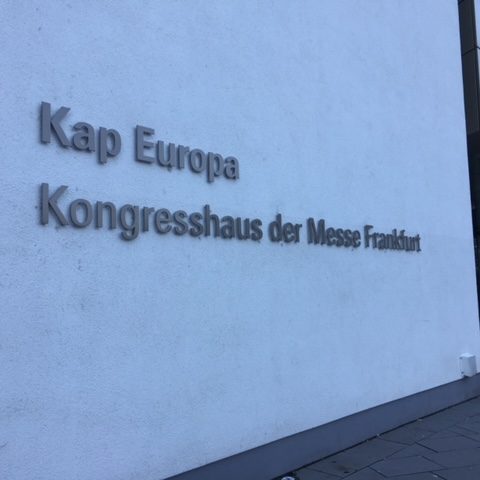 Kap Europa
Kongresshaus der Messe Frankfurt